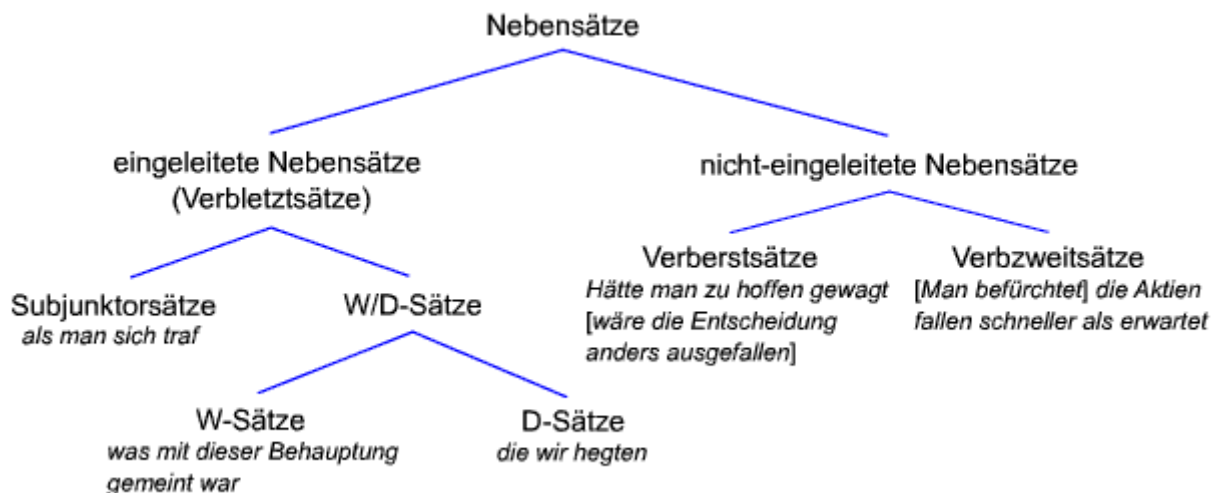 Nebensätze
eingeleitete Nebensätze
(Verbletztsätze)
nicht-eingeleitete Nebensätze
Subjunktorsätze
als man sich traf
W/D-Sätze
Verberstsätze
Hätte man zu hoffen gewagt
[wäre die Entscheidung
anders ausgefallen]
Verbzweitsätze
[Man befürchtet] die Aktien
fallen schneller als erwartet
W-Sätze
was mit dieser Behauptung
gemeint war
D-Sätze
die wir hegten